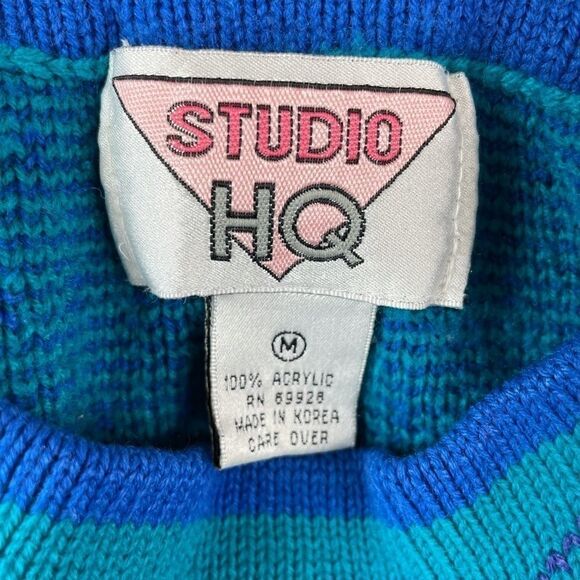 STUDIO
HQ
M
100% ACRYLIC
RN 69928
MADE IN KOREA
CARE OVER